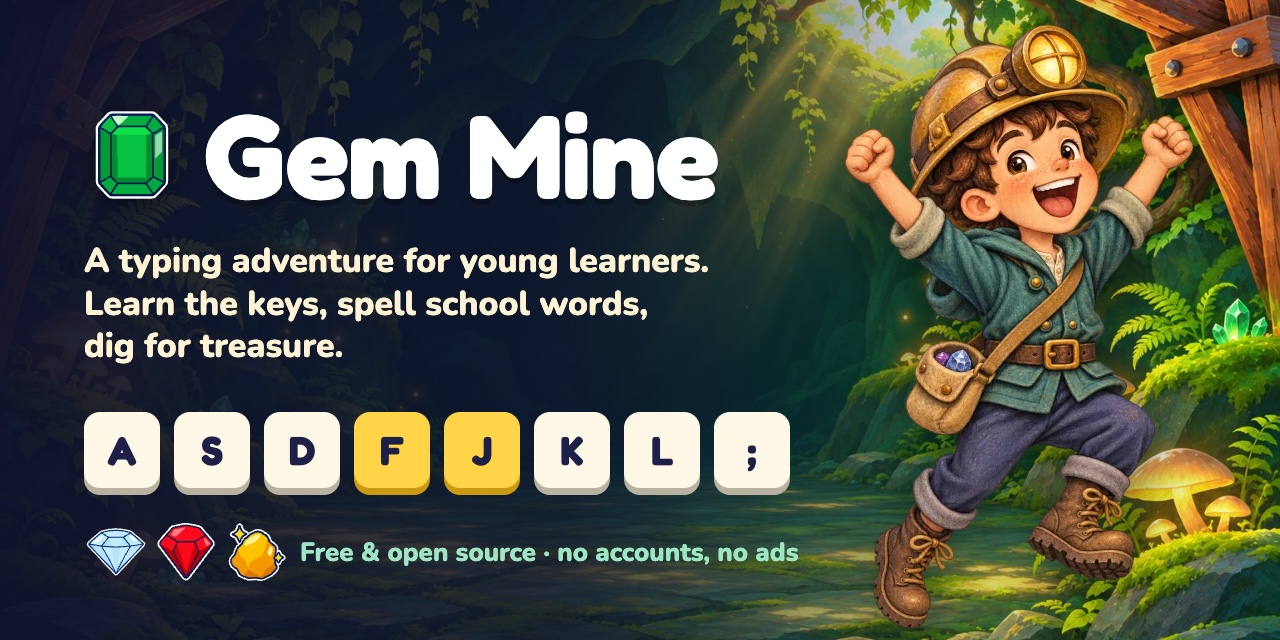 Gem Mine
A typing adventure for young learners.
Learn the keys, spell school words,
dig for treasure.
A S D F J K L ;
Free & open source · no accounts, no ads